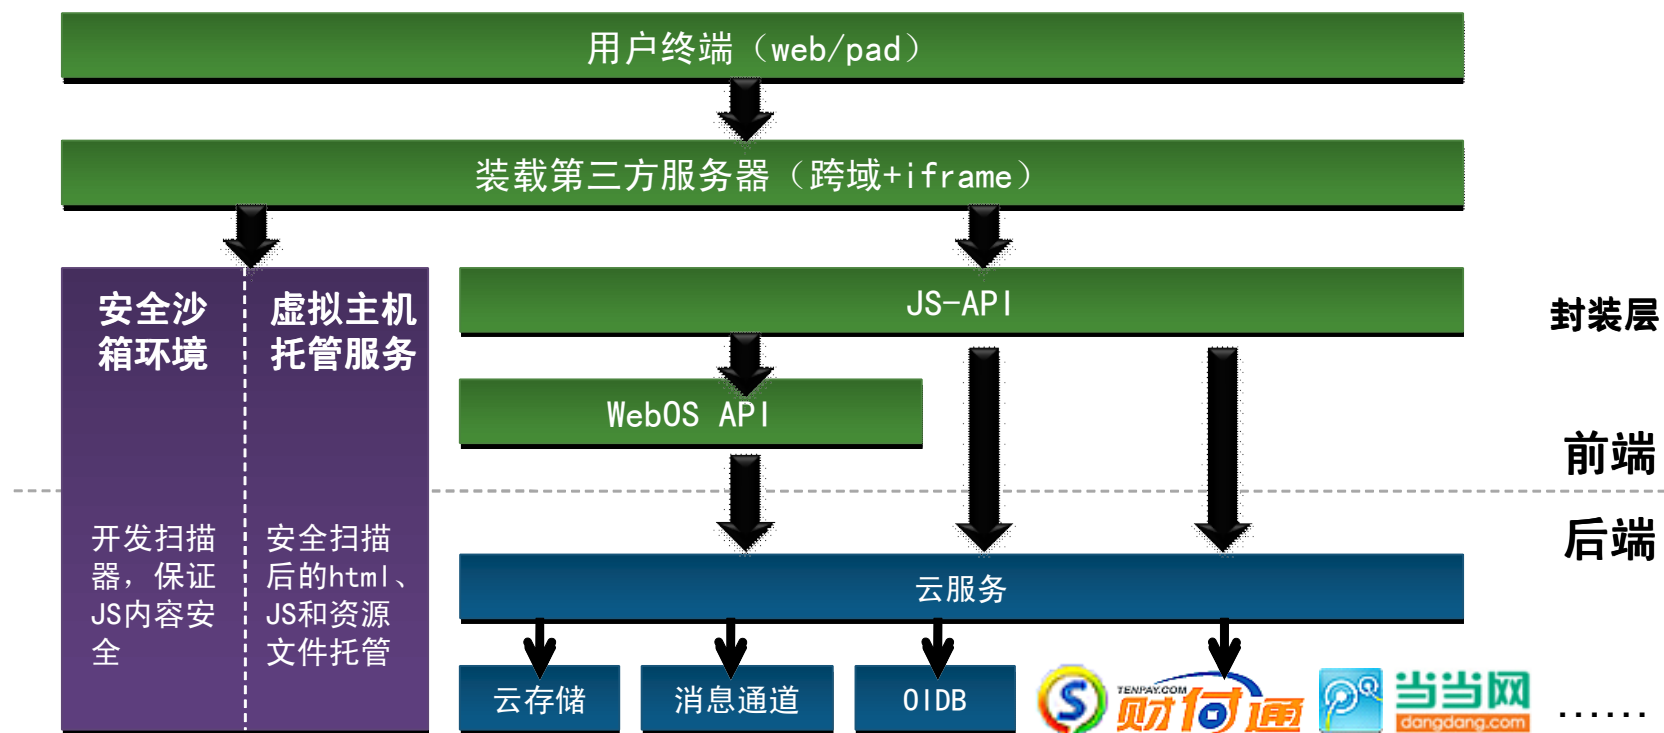 用户终端（web/pad）
装载第三方服务器（跨域+iframe）
安全沙
箱环境
虚拟主机
托管服务
JS-API
封装层
WebOS API
前端
后端
开发扫描
器，保证
JS内容安
全
安全扫描
后的html、
JS和资源
文件托管
云服务
云存储
消息通道
OIDB
TENPAY.COM
财付通
当当网
dangdang.com
......